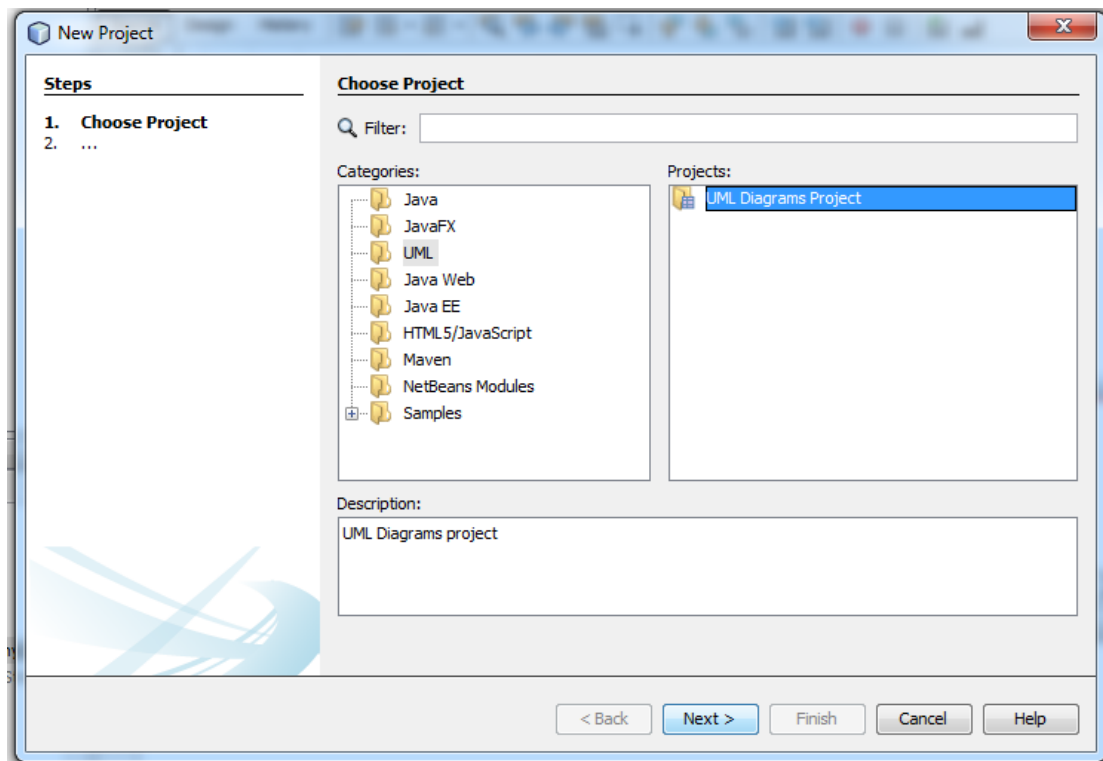 New Project
Steps
1. Choose Project
2. ...
Choose Project
Filter:
Categories:
Java
JavaFX
UML
Java Web
Java EE
HTML5/JavaScript
Maven
NetBeans Modules
Samples
Projects:
UML Diagrams Project
Description:
UML Diagrams project
< Back
Next >
Finish
Cancel
Help